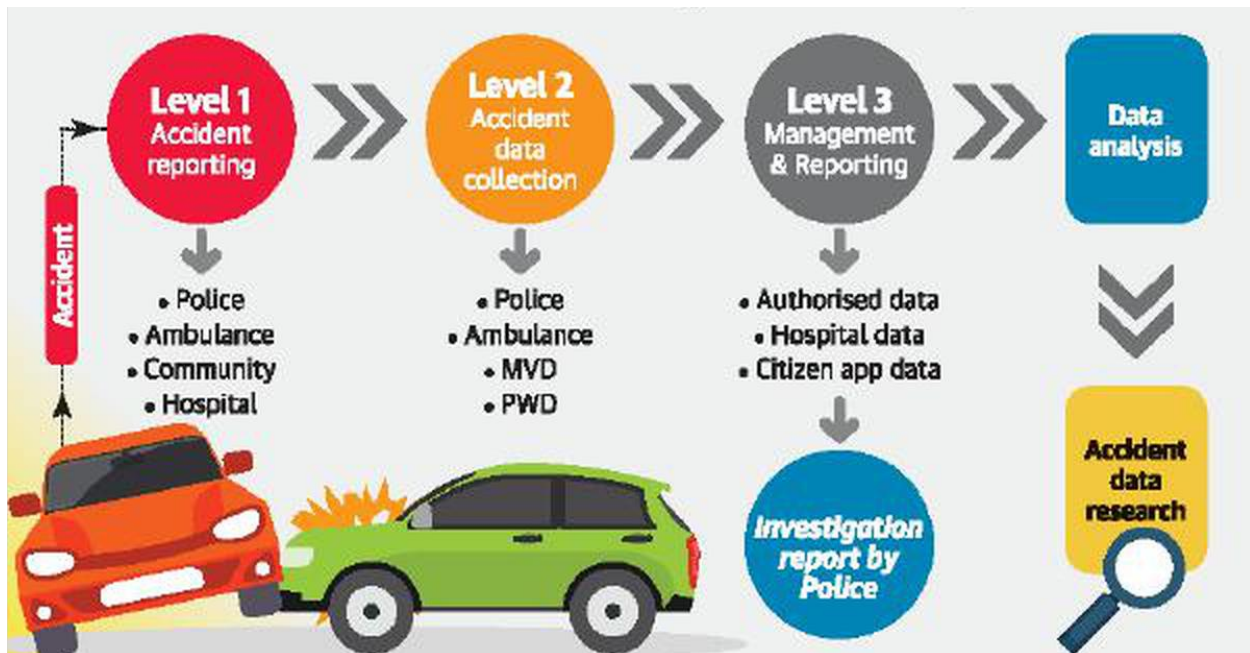 Level 1
Accident
reporting
Level 2
Accident
data
collection
Level 3
Management
& Reporting
Data
analysis
Accident
• Police
• Ambulance
• Community
• Hospital
• Police
• Ambulance
• MVD
• PWD
• Authorised data
• Hospital data
• Citizen app data
Investigation
report by
Police
Accident
data
research